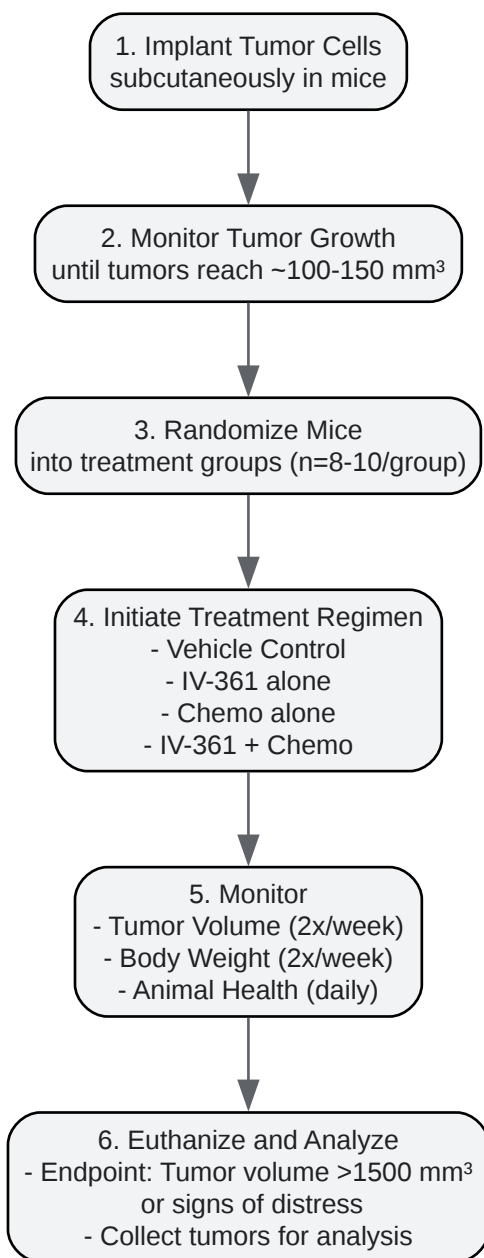 1. Implant Tumor Cells
subcutaneously in mice
2. Monitor Tumor Growth
until tumors reach ~100-150 mm³
3. Randomize Mice
into treatment groups (n=8-10/group)
4. Initiate Treatment Regimen
- Vehicle Control
- IV-361 alone
- Chemo alone
- IV-361 + Chemo
5. Monitor
- Tumor Volume (2x/week)
- Body Weight (2x/week)
- Animal Health (daily)
6. Euthanize and Analyze
- Endpoint: Tumor volume >1500 mm³
or signs of distress
- Collect tumors for analysis